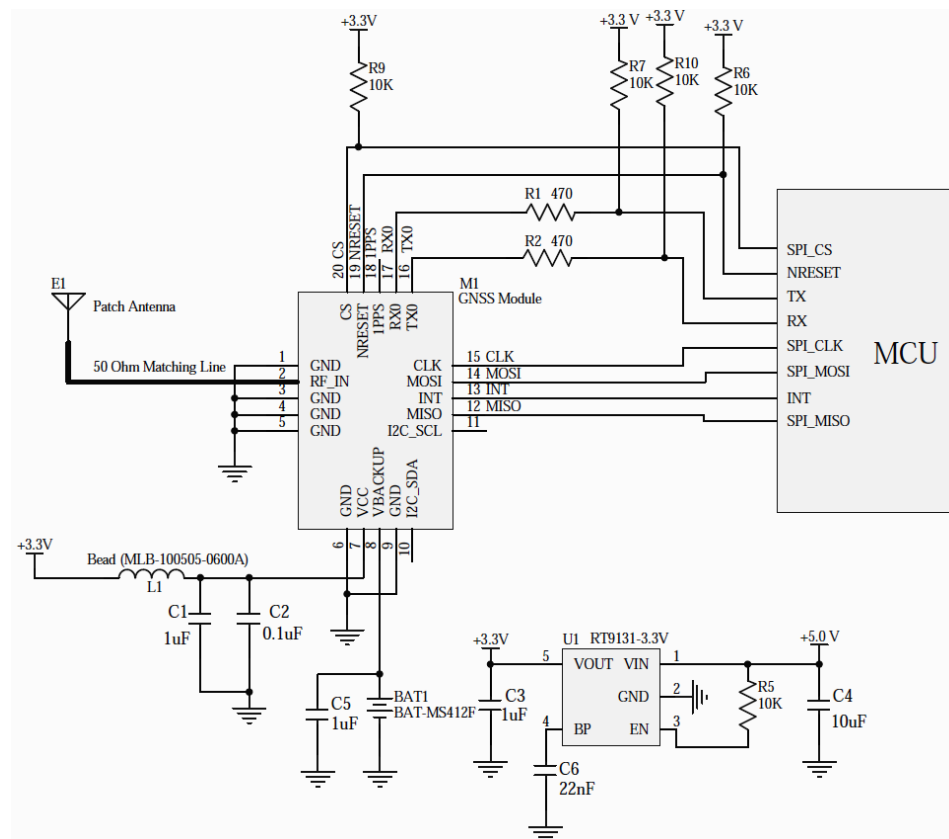 +3.3V
+3.3 V
+3.3 V
+3.3 V
R9
10K
R7
10K
R10
10K
R6
10K
R1 470
R2 470
20 CS
19 NRESET
18 1PPS
17 RX0
16 TX0
M1
GNSS Module
E1
Patch Antenna
50 Ohm Matching Line
CS
NRESET
1PPS
RX0
TX0
1
GND
2
RF_IN
3
GND
4
GND
5
GND
CLK
15 CLK
MOSI
14 MOSI
INT
13 INT
MISO
12 MISO
I2C_SCL
11
GND
VCC
VBACKUP
GND
I2C_SDA
6
7
8
9
10
SPI_CS
NRESET
TX
RX
SPI_CLK
SPI_MOSI
INT
SPI_MISO
MCU
+3.3V
Bead (MLB-100505-0600A)
L1
C1
1uF
C2
0.1uF
C5
1uF
BAT1
BAT-MS412F
+3.3V
U1 RT9131-3.3V
+5.0 V
5
VOUT
VIN
1
GND
2
4
BP
EN
3
C3
1uF
R5
10K
C4
10uF
C6
22nF